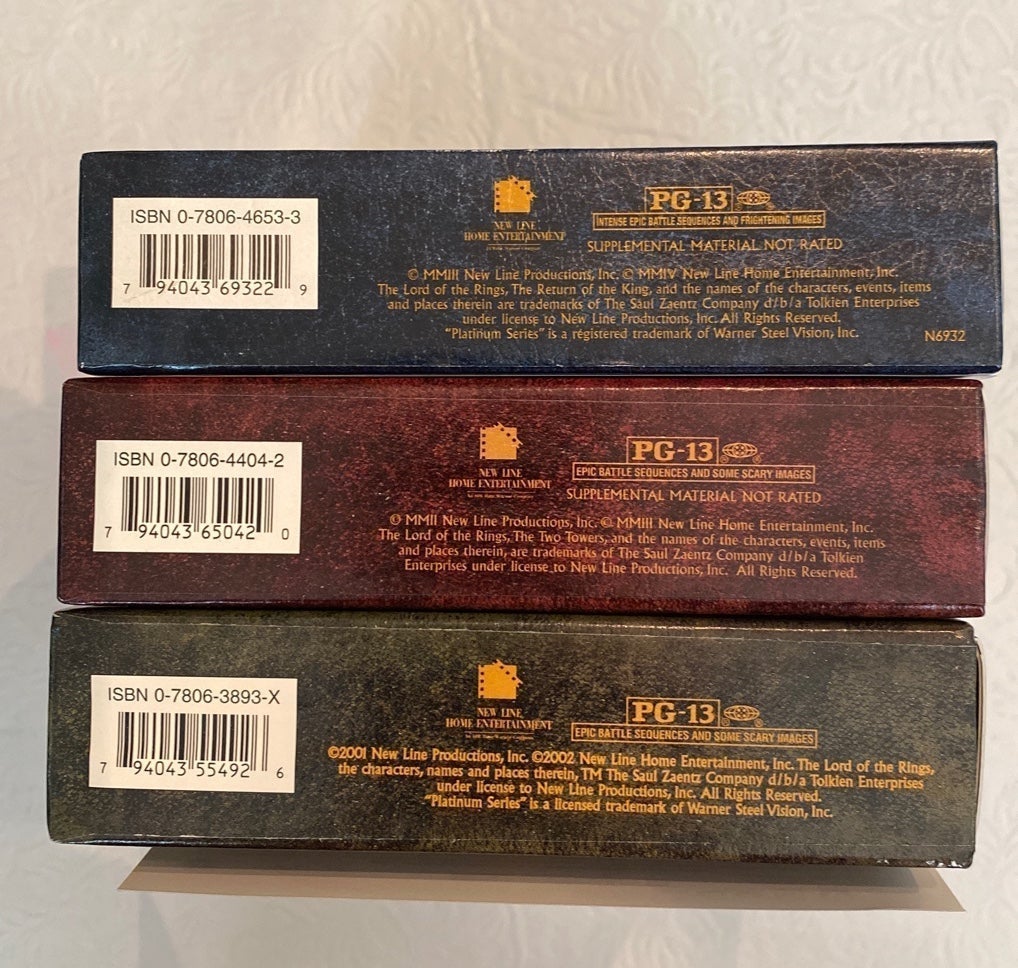 ISBN 0-7806-4653-3
7 94043 69322 9
NEW LINE
HOME ENTERTAINMENT
PG-13
INTENSE EPIC BATTLE SEQUENCES AND FRIGHTENING IMAGES
SUPPLEMENTAL MATERIAL NOT RATED
© MMIII New Line Productions, Inc. © MMIV New Line Home Entertainment, Inc.
The Lord of the Rings, The Return of the King, and the names of the characters, events, items
and places therein are trademarks of The Saul Zaentz Company d/b/a Tolkien Enterprises
under license to New Line Productions, Inc. All Rights Reserved.
"Platinum Series" is a registered trademark of Warner Steel Vision, Inc.
N6932
ISBN 0-7806-4404-2
7 94043 65042 0
NEW LINE
HOME ENTERTAINMENT
PG-13
EPIC BATTLE SEQUENCES AND SOME SCARY IMAGES
SUPPLEMENTAL MATERIAL NOT RATED
© MMII New Line Productions, Inc. © MMIII New Line Home Entertainment, Inc.
The Lord of the Rings, The Two Towers, and the names of the characters, events, items
and places therein, are trademarks of The Saul Zaentz Company d/b/a Tolkien
Enterprises under license to New Line Productions, Inc. All Rights Reserved.
ISBN 0-7806-3893-X
7 94043 55492 6
NEW LINE
HOME ENTERTAINMENT
PG-13
EPIC BATTLE SEQUENCES AND SOME SCARY IMAGES
©2001 New Line Productions, Inc. ©2002 New Line Home Entertainment, Inc. The Lord of the Rings,
the characters, names and places therein, TM The Saul Zaentz Company d/b/a Tolkien Enterprises
under license to New Line Productions, Inc. All Rights Reserved.
"Platinum Series" is a licensed trademark of Warner Steel Vision, Inc.